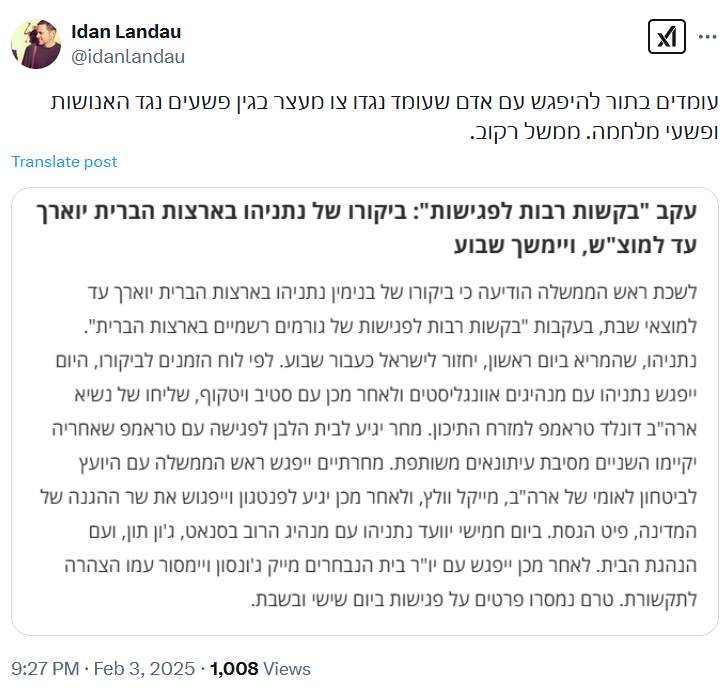 Idan Landau
@idanlandau
עומדים בתור להיפגש עם אדם שעומד נגדו צו מעצר בגין פשעים נגד האנושות
ופשעי מלחמה. ממשל רקוב.
Translate post
עקב "בקשות רבות לפגישות": ביקורו של נתניהו בארצות הברית יוארך
עד למוצ"ש, ויימשך שבוע
לשכת ראש הממשלה הודיעה כי ביקורו של בנימין נתניהו בארצות הברית יוארך עד
למוצאי שבת, בעקבות "בקשות רבות לפגישות של גורמים רשמיים בארצות הברית".
נתניהו, שהמריא ביום ראשון, יחזור לישראל כעבור שבוע. לפי לוח הזמנים לביקורו, היום
ייפגש נתניהו עם מנהיגים אוונגליסטים ולאחר מכן עם סטיב ויטקוף, שליחו של נשיא
ארה"ב דונלד טראמפ למזרח התיכון. מחר יגיע לבית הלבן לפגישה עם טראמפ שאחריה
יקיימו השניים מסיבת עיתונאים משותפת. מחרתיים ייפגש ראש הממשלה עם היועץ
לביטחון לאומי של ארה"ב, מייקל וולץ, ולאחר מכן יגיע לפנטגון וייפגוש את שר ההגנה של
המדינה, פיט הגסת. ביום חמישי יוועד נתניהו עם מנהיג הרוב בסנאט, ג'ון תון, ועם
הנהגת הבית. לאחר מכן ייפגש עם יו"ר בית הנבחרים מייק ג'ונסון ויימסור עמו הצהרה
לתקשורת. טרם נמסרו פרטים על פגישות ביום שישי ובשבת.
9:27 PM · Feb 3, 2025 · 1,008 Views